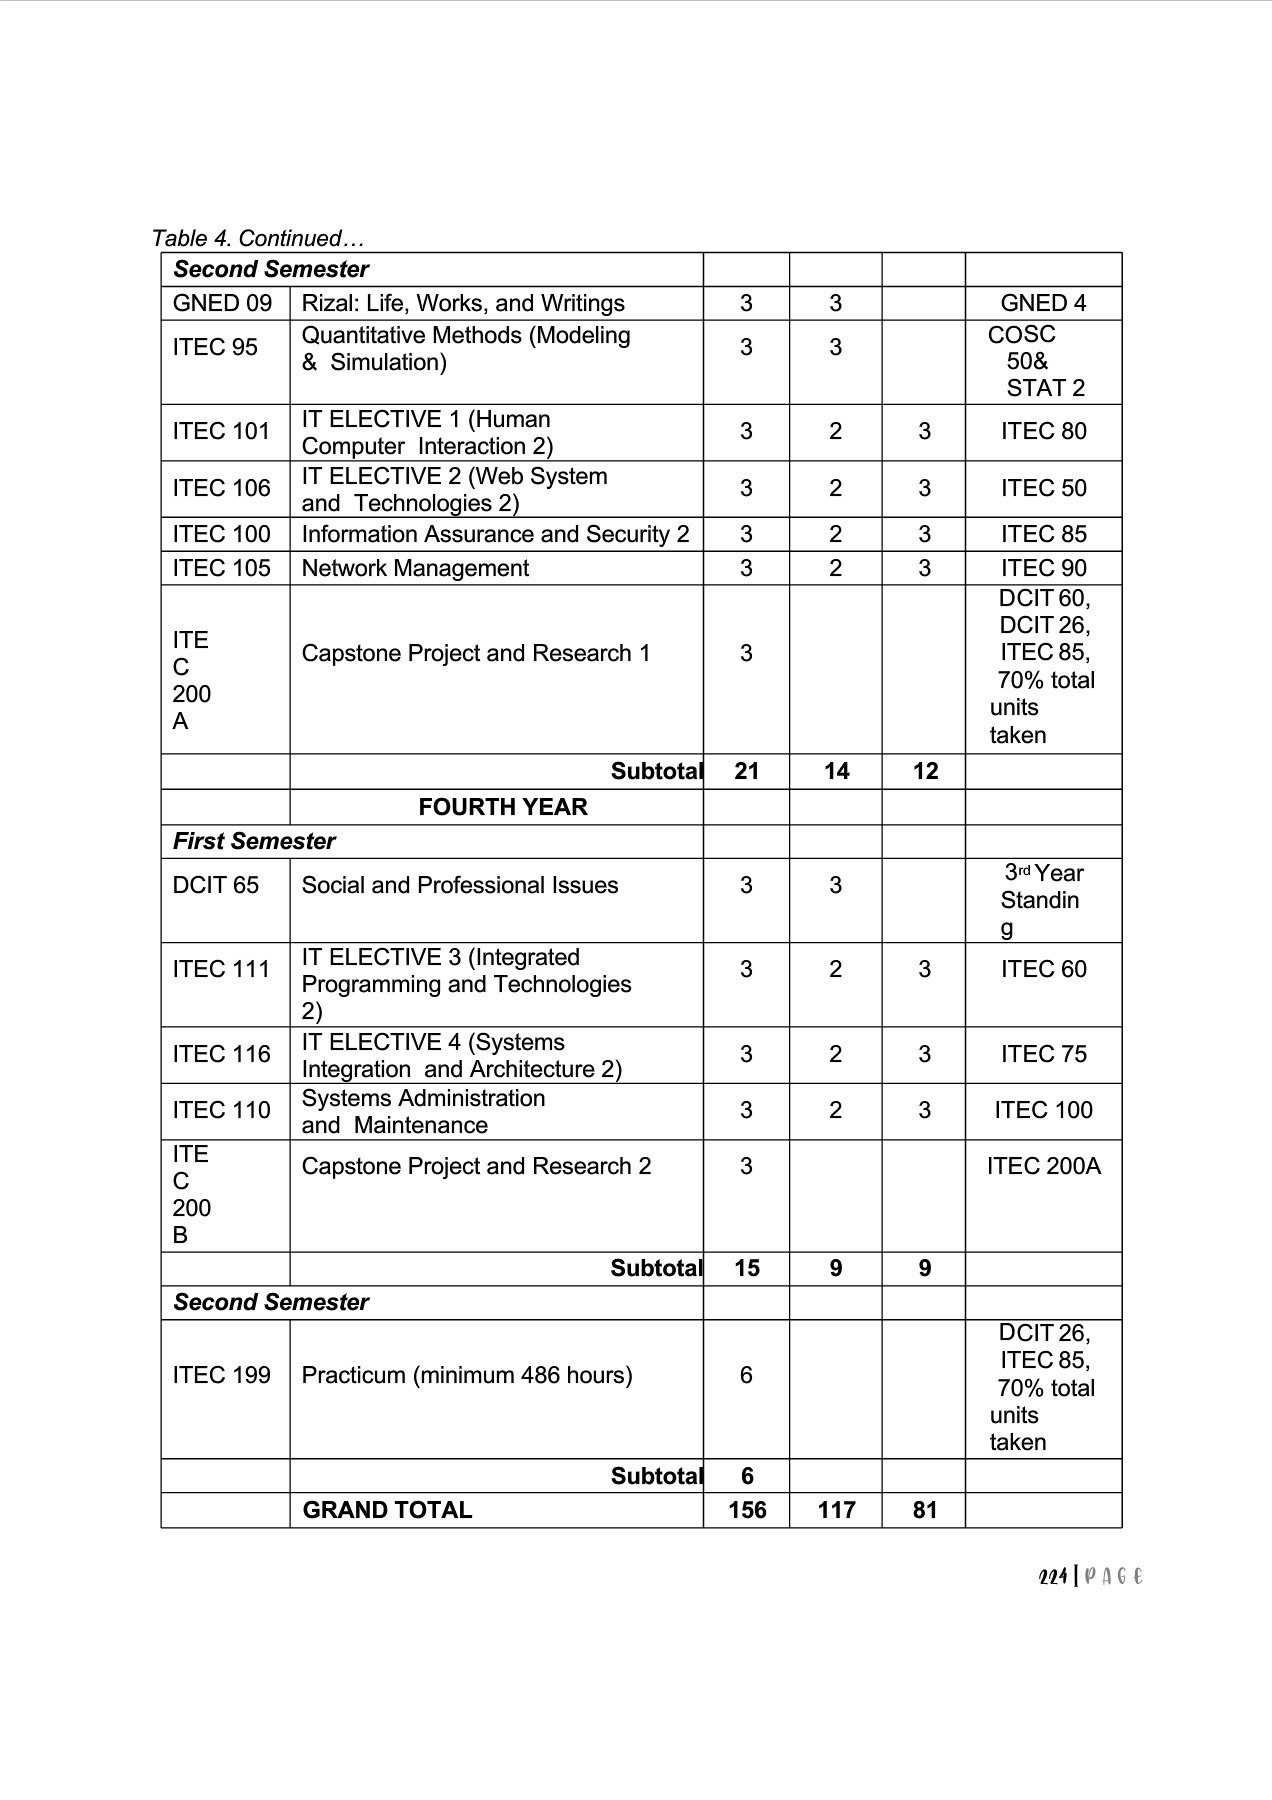 Table 4. Continued…
Second Semester
GNED 09 Rizal: Life, Works, and Writings 3 3 GNED 4
ITEC 95 Quantitative Methods (Modeling
& Simulation) 3 3 COSC
50&
STAT 2
ITEC 101 IT ELECTIVE 1 (Human
Computer Interaction 2) 3 2 3 ITEC 80
ITEC 106 IT ELECTIVE 2 (Web System
and Technologies 2) 3 2 3 ITEC 50
ITEC 100 Information Assurance and Security 2 3 2 3 ITEC 85
ITEC 105 Network Management 3 2 3 ITEC 90
ITE
C
200
A
Capstone Project and Research 1 3
DCIT 60,
DCIT 26,
ITEC 85,
70% total
units
taken
Subtotal 21 14 12
FOURTH YEAR
First Semester
DCIT 65 Social and Professional Issues 3 3 3rd Year
Standin
g
ITEC 111 IT ELECTIVE 3 (Integrated
Programming and Technologies
2) 3 2 3 ITEC 60
ITEC 116 IT ELECTIVE 4 (Systems
Integration and Architecture 2) 3 2 3 ITEC 75
ITEC 110 Systems Administration
and Maintenance 3 2 3 ITEC 100
ITE
C
200
B
Capstone Project and Research 2 3 ITEC 200A
Subtotal 15 9 9
Second Semester
ITEC 199 Practicum (minimum 486 hours) 6
DCIT 26,
ITEC 85,
70% total
units
taken
Subtotal 6
GRAND TOTAL 156 117 81
224 | PAGE